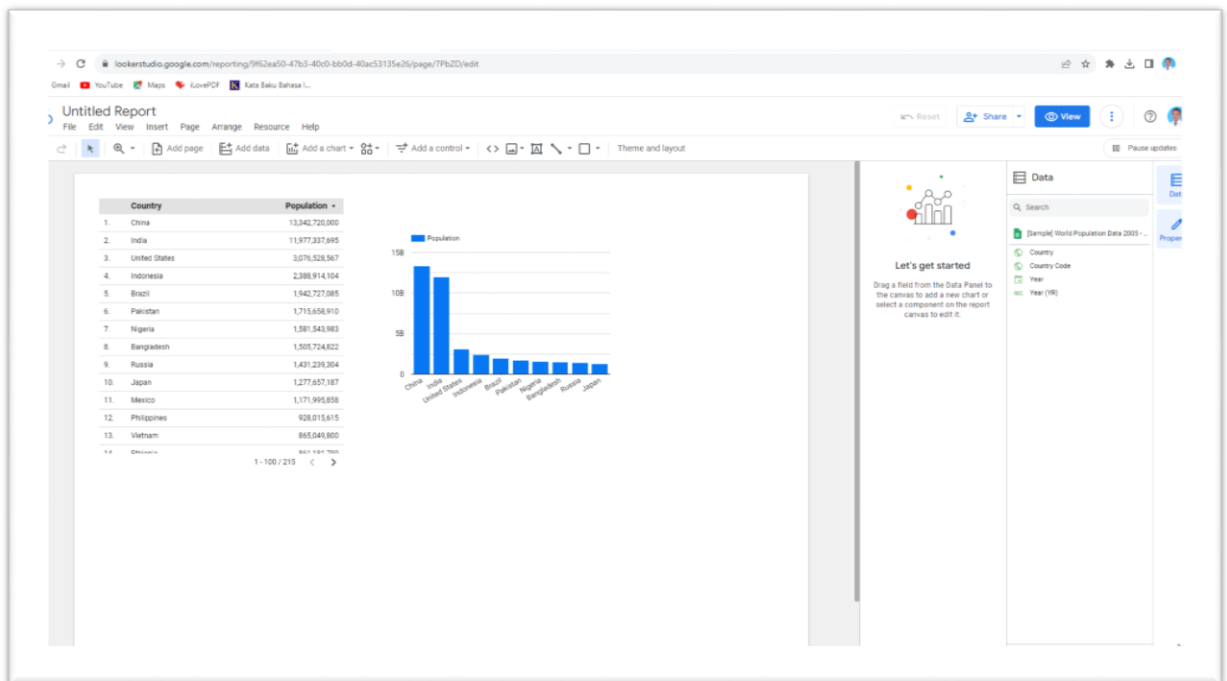 lookerstudio.google.com/reporting/9f62ea50-47b3-40c0-bb0d-40ac53135e26/page/7PbZD/edit
Gmail YouTube Maps iLovePDF Kata Baku Bahasa I...
Untitled Report
File Edit View Insert Page Arrange Resource Help
Reset Share View
Add page Add data Add a chart Add a control Theme and layout Pause updates
Country Population
1. China 13,342,720,000
2. India 11,977,337,695
3. United States 3,076,528,567
4. Indonesia 2,388,914,104
5. Brazil 1,942,727,085
6. Pakistan 1,715,658,910
7. Nigeria 1,581,543,983
8. Bangladesh 1,505,724,822
9. Russia 1,431,239,304
10. Japan 1,277,657,187
11. Mexico 1,171,995,858
12. Philippines 928,015,615
13. Vietnam 865,049,800
1 - 100 / 215
Population
15B
10B
5B
0
China India United States Indonesia Brazil Pakistan Nigeria Bangladesh Russia Japan
Let's get started
Drag a field from the Data Panel to
the canvas to add a new chart or
select a component on the report
canvas to edit it.
Data
Search
[Sample] World Population Data 2005 - ...
Country
Country Code
Year
Year (YR)